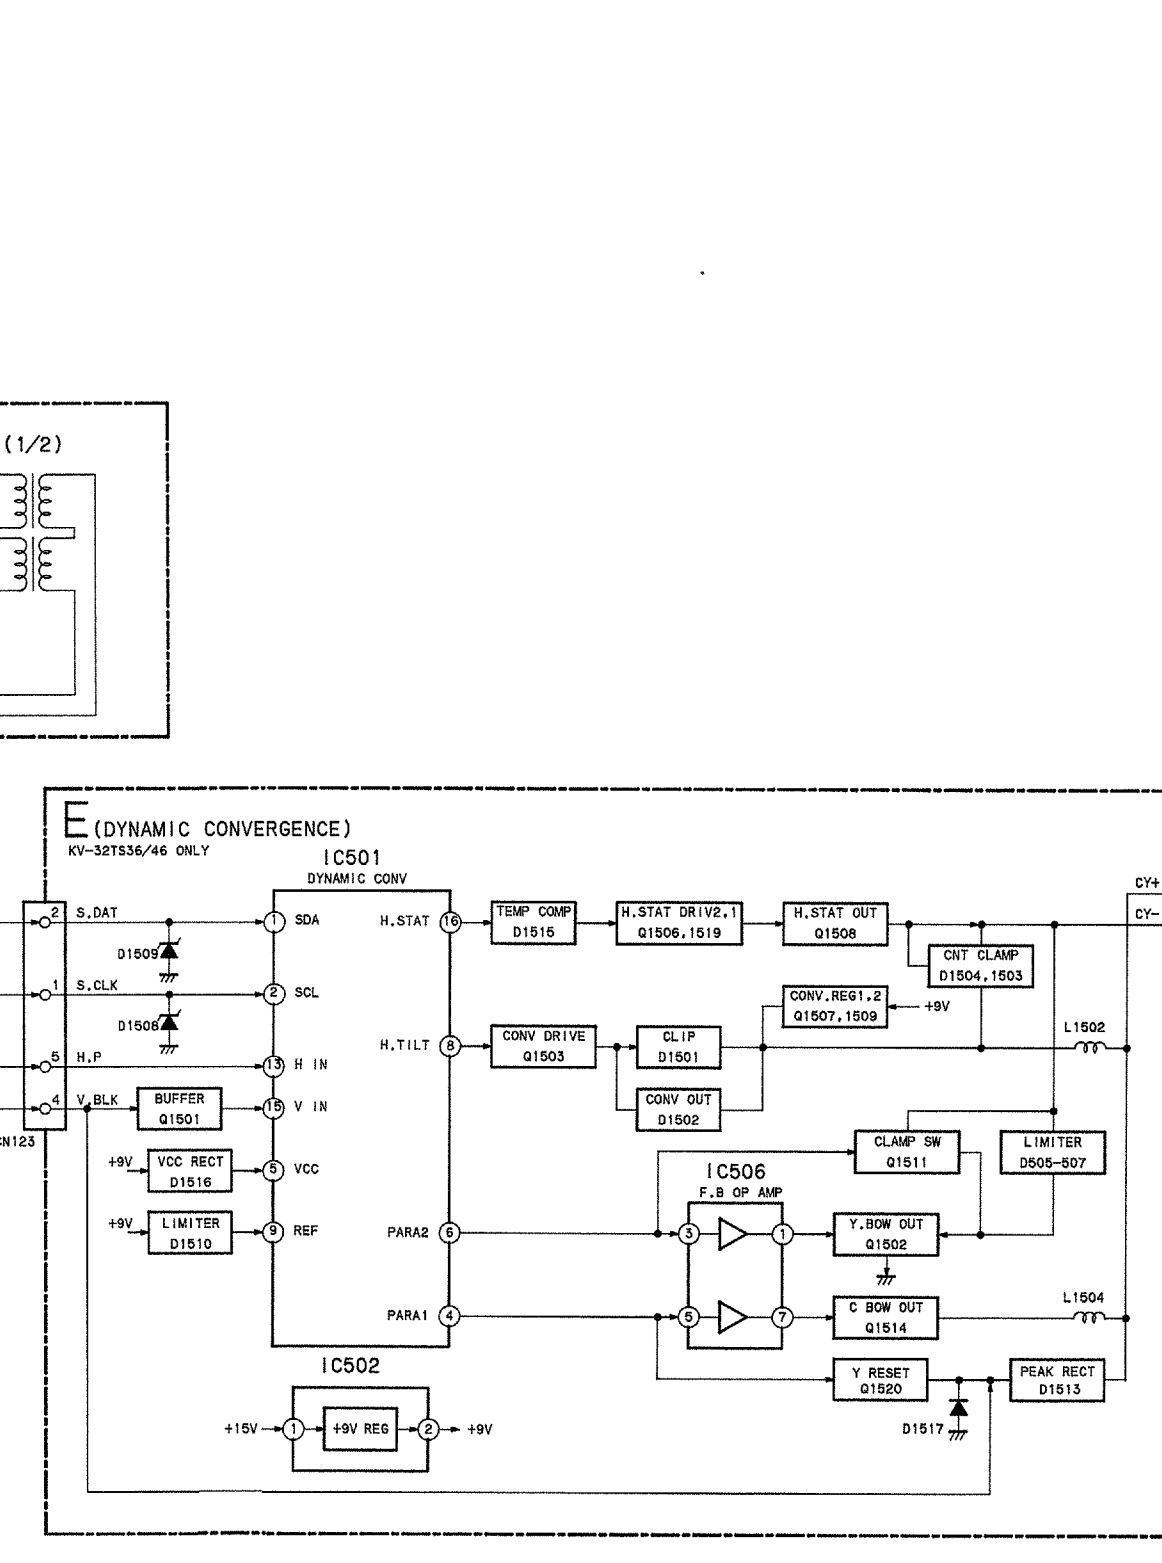 (1/2)
E (DYNAMIC CONVERGENCE)
KV-32TS36/46 ONLY
IC501
DYNAMIC CONV
CY+
CY-
2 S.DAT
1 SDA
H.STAT 16
TEMP COMP
D1515
H.STAT DRIV2,1
Q1506,1519
H.STAT OUT
Q1508
D1509
CNT CLAMP
D1504,1503
1 S.CLK
2 SCL
CONV.REG1,2
Q1507,1509
+9V
D1508
H.TILT 8
CONV DRIVE
Q1503
CLIP
D1501
L1502
5 H.P
13 H IN
4 V.BLK
BUFFER
Q1501
15 V IN
CONV OUT
D1502
CN123
CLAMP SW
Q1511
LIMITER
D505-507
+9V
VCC RECT
D1516
5 VCC
IC506
F.B OP AMP
+9V
LIMITER
D1510
9 REF
PARA2 6
3
1
Y.BOW OUT
Q1502
PARA1 4
5
7
C BOW OUT
Q1514
L1504
IC502
Y RESET
Q1520
PEAK RECT
D1513
+15V
1
+9V REG
2
+9V
D1517